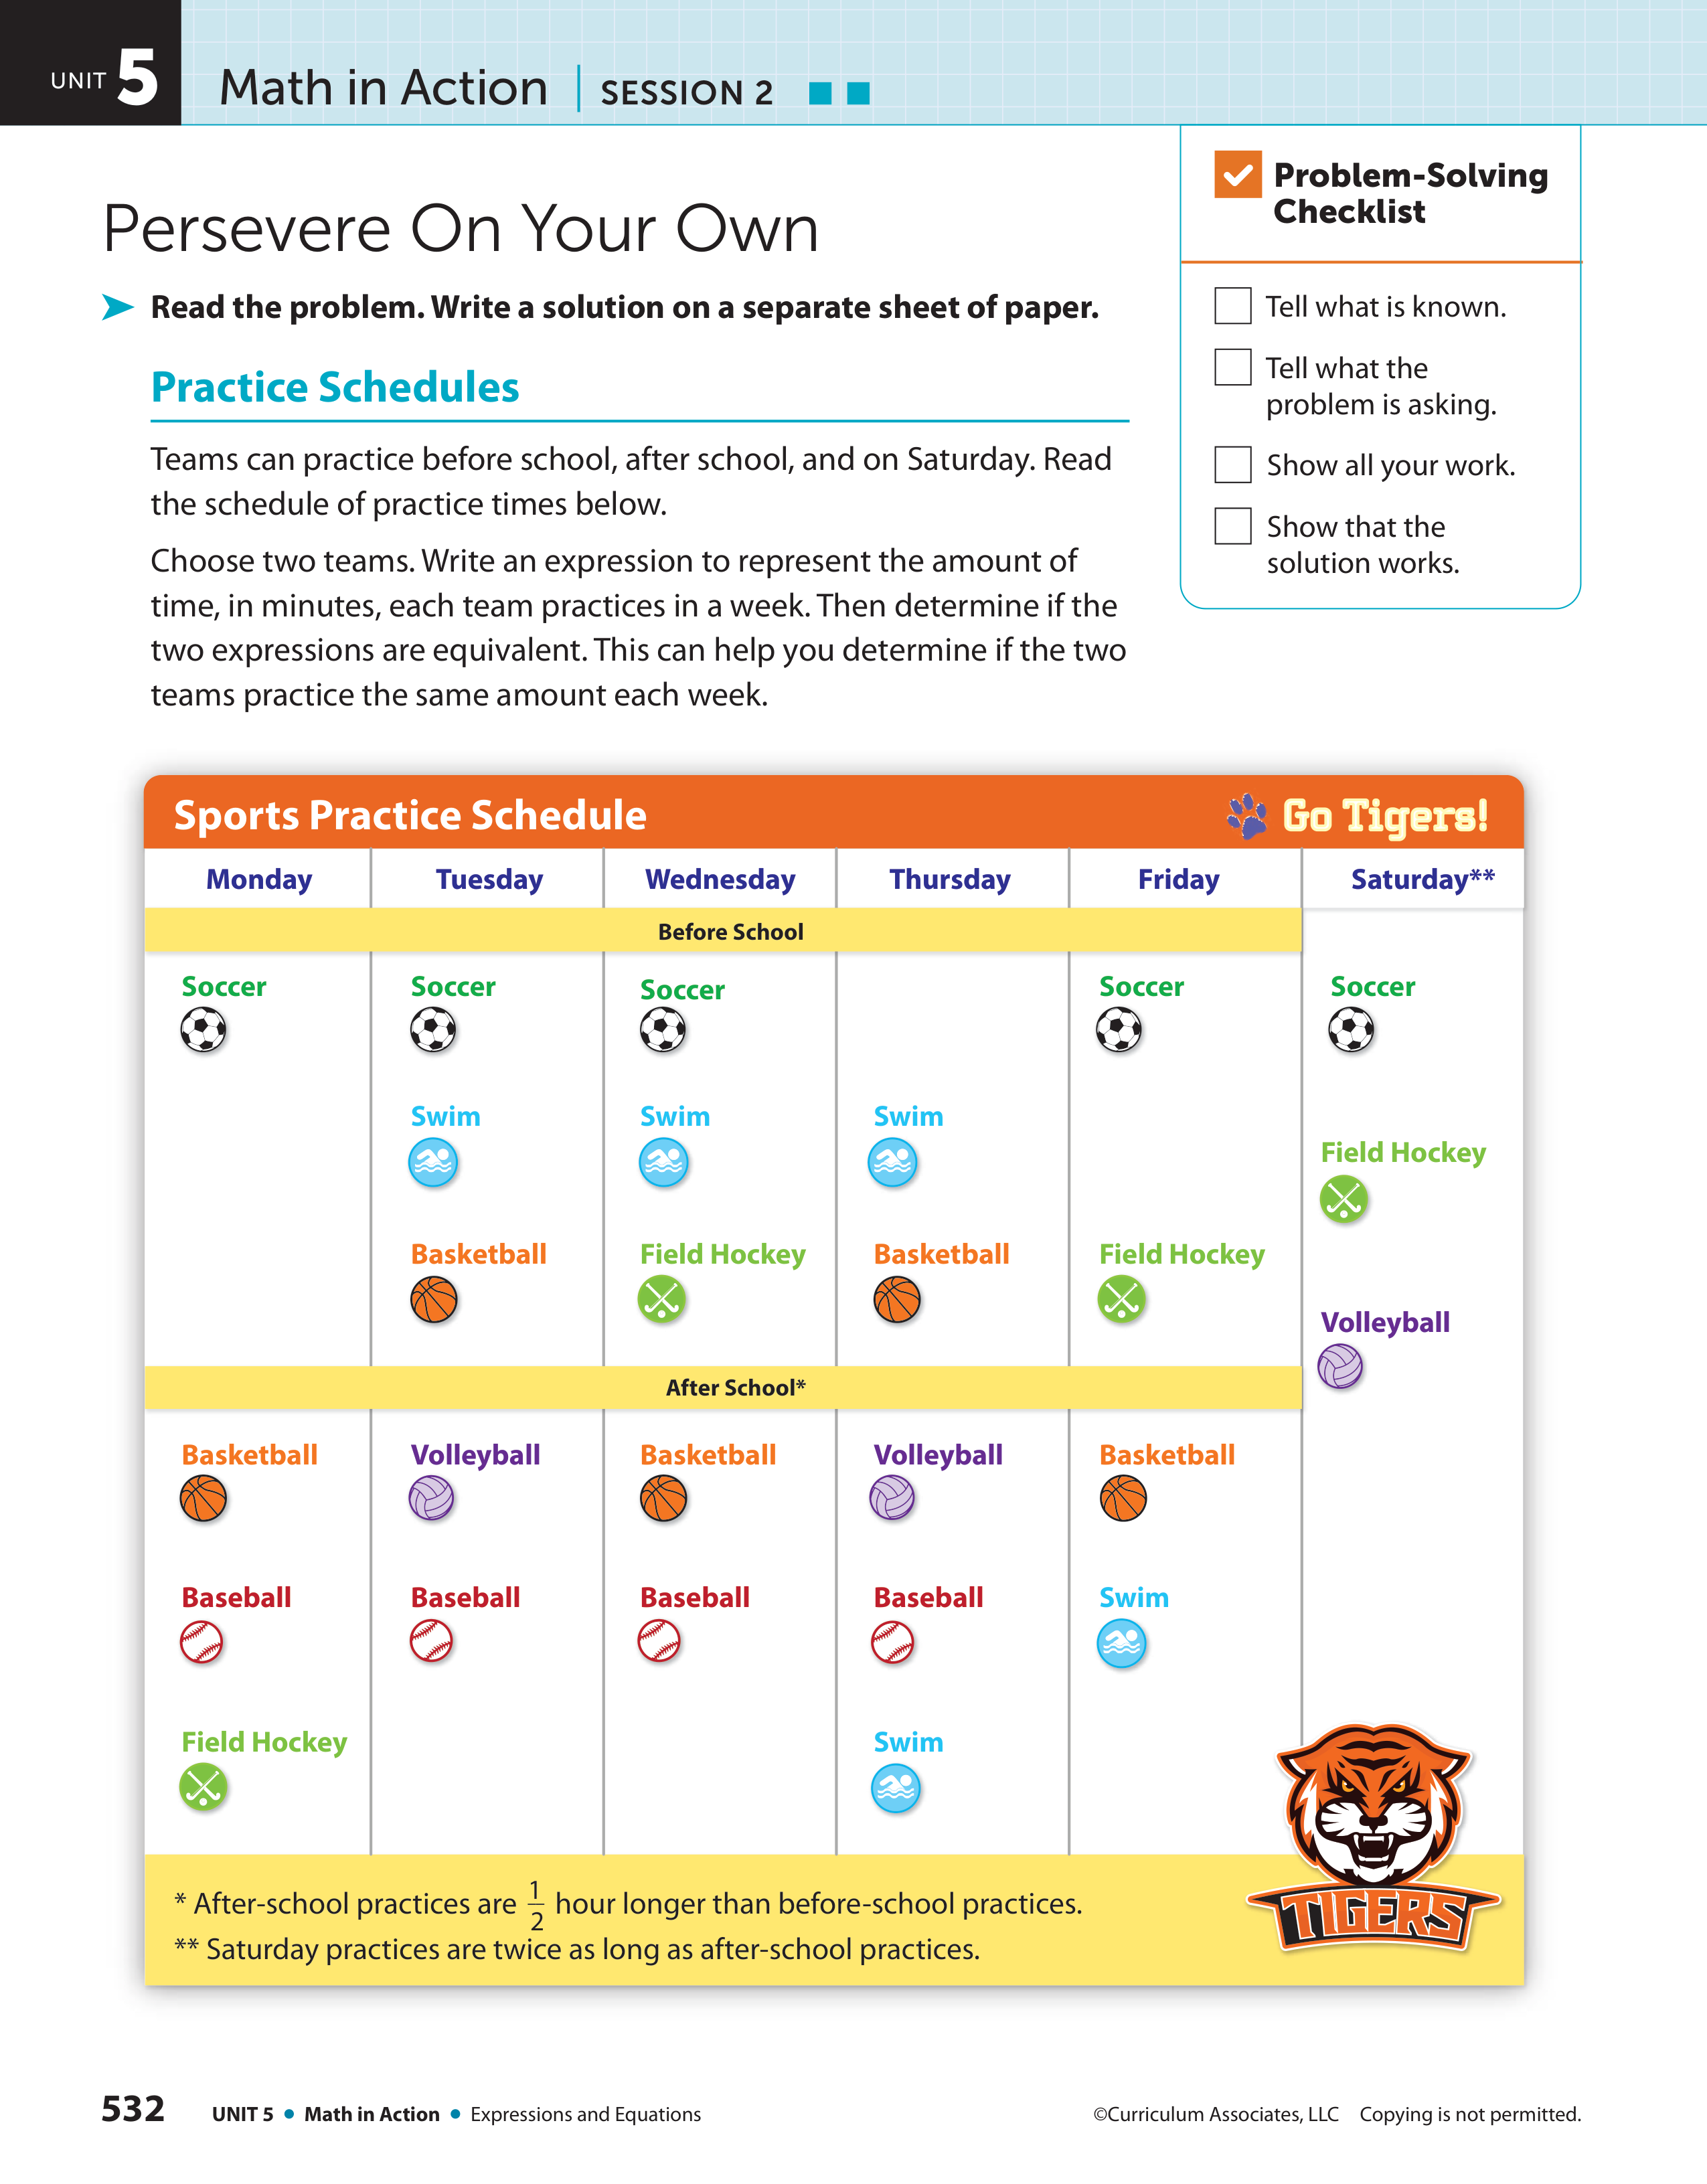 UNIT 5 Math in Action | SESSION 2
Persevere On Your Own
Read the problem. Write a solution on a separate sheet of paper.
Practice Schedules
Teams can practice before school, after school, and on Saturday. Read
the schedule of practice times below.
Choose two teams. Write an expression to represent the amount of
time, in minutes, each team practices in a week. Then determine if the
two expressions are equivalent. This can help you determine if the two
teams practice the same amount each week.
Problem-Solving
Checklist
Tell what is known.
Tell what the
problem is asking.
Show all your work.
Show that the
solution works.
Sports Practice Schedule Go Tigers!
Monday Tuesday Wednesday Thursday Friday Saturday**
Before School
Soccer Soccer Soccer Soccer Soccer
Swim Swim Swim
Field Hockey
Basketball Field Hockey Basketball Field Hockey
Volleyball
After School*
Basketball Volleyball Basketball Volleyball Basketball
Baseball Baseball Baseball Baseball Swim
Field Hockey Swim
* After-school practices are 1/2 hour longer than before-school practices.
** Saturday practices are twice as long as after-school practices.
TIGERS
532 UNIT 5 • Math in Action • Expressions and Equations ©Curriculum Associates, LLC Copying is not permitted.